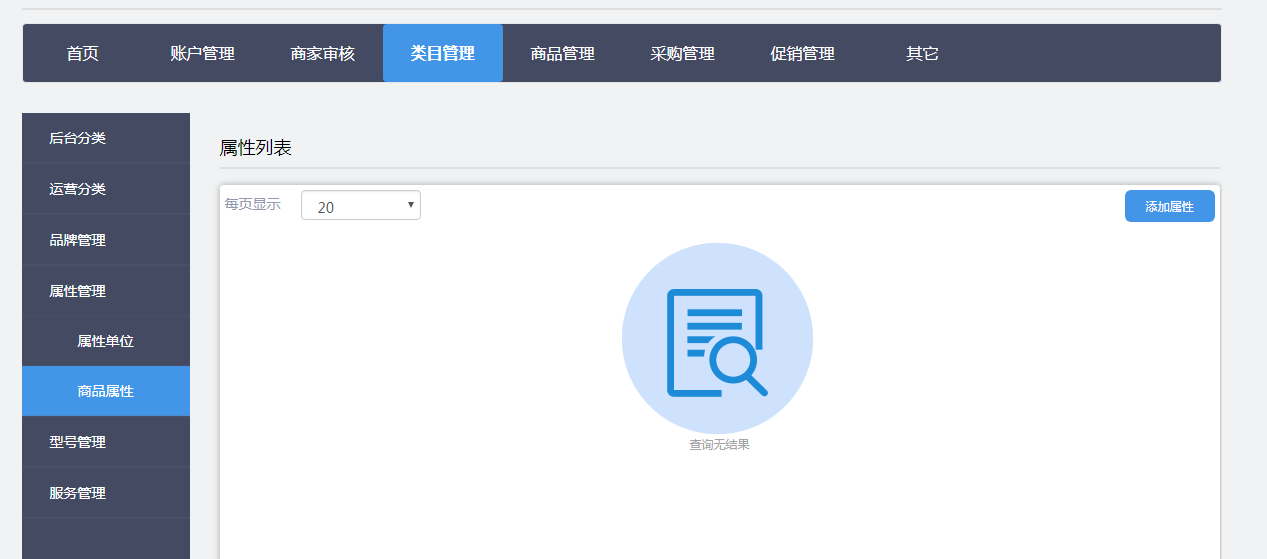 首页 账户管理 商家审核 类目管理 商品管理 采购管理 促销管理 其它
后台分类
运营分类
品牌管理
属性管理
属性单位
商品属性
型号管理
服务管理
属性列表
每页显示 20 添加属性
查询无结果